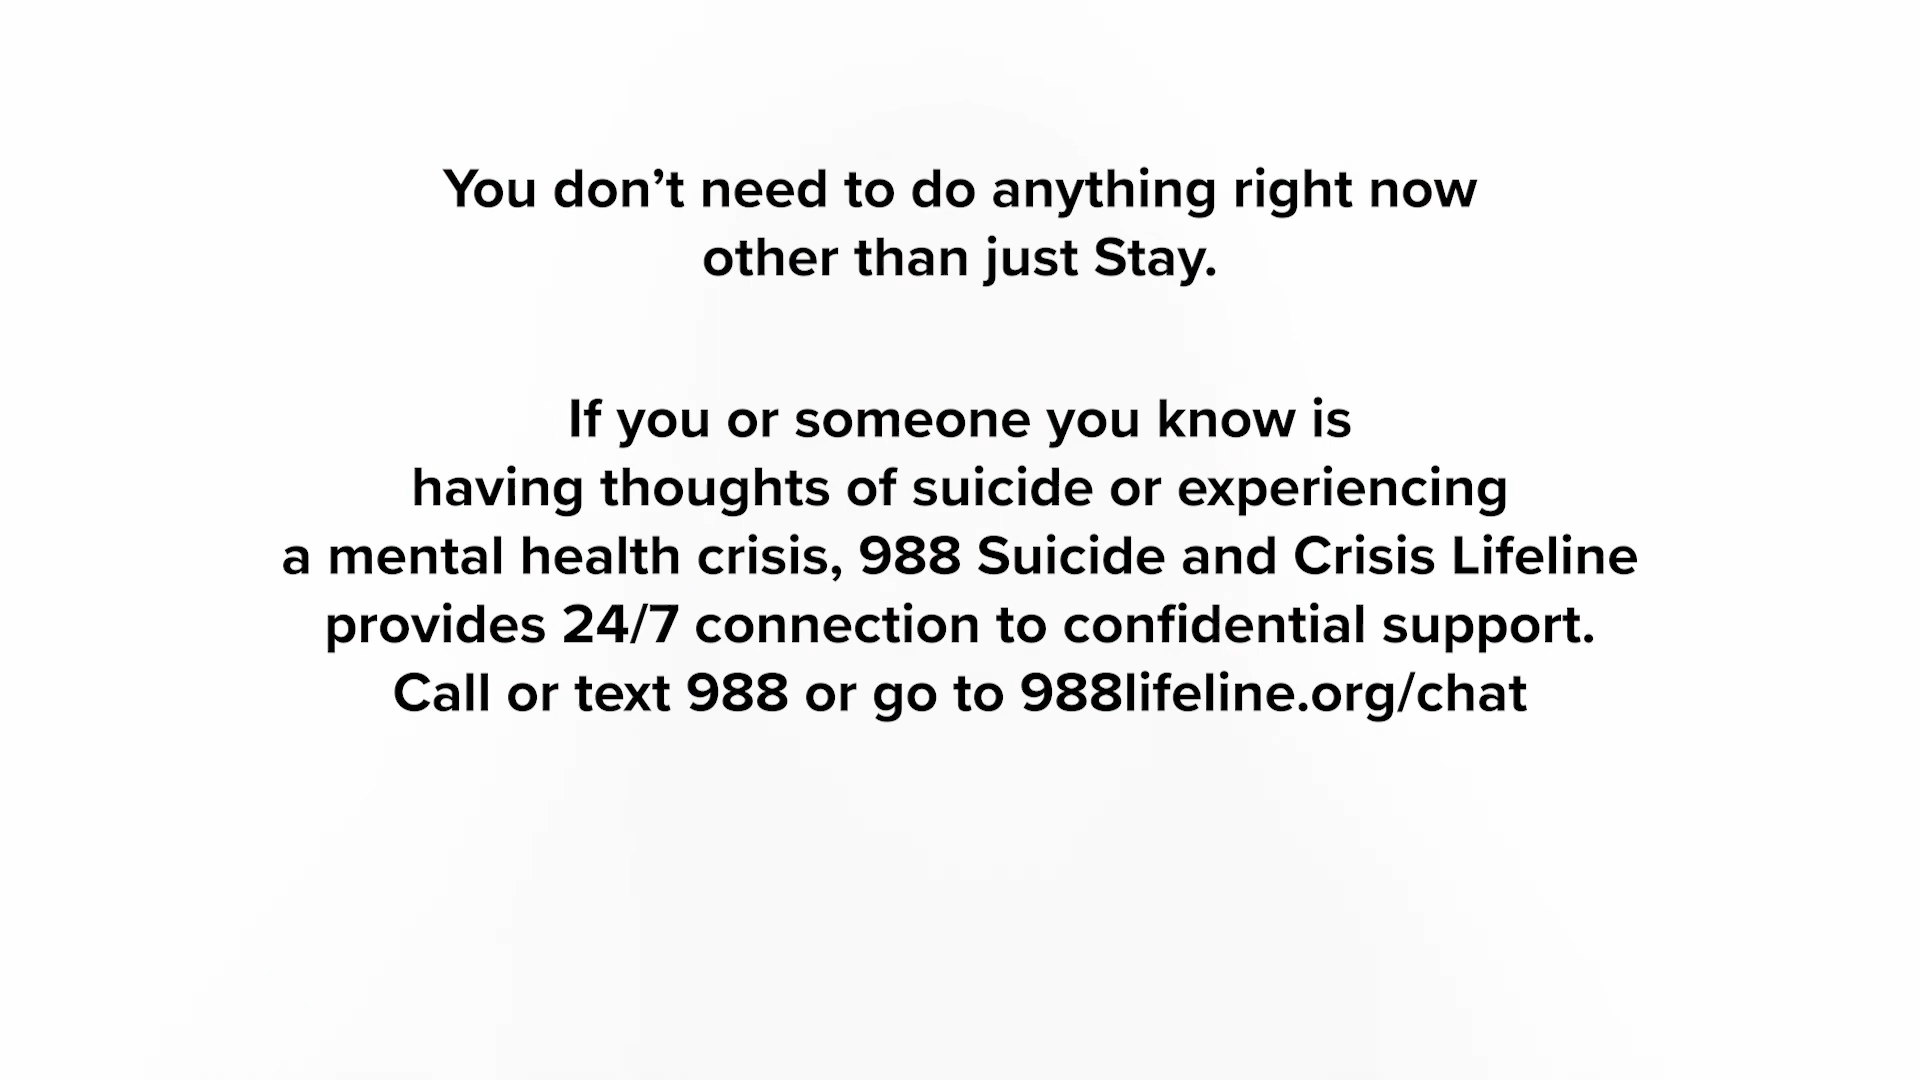 You don’t need to do anything right now
other than just Stay.
If you or someone you know is
having thoughts of suicide or experiencing
a mental health crisis, 988 Suicide and Crisis Lifeline
provides 24/7 connection to confidential support.
Call or text 988 or go to 988lifeline.org/chat